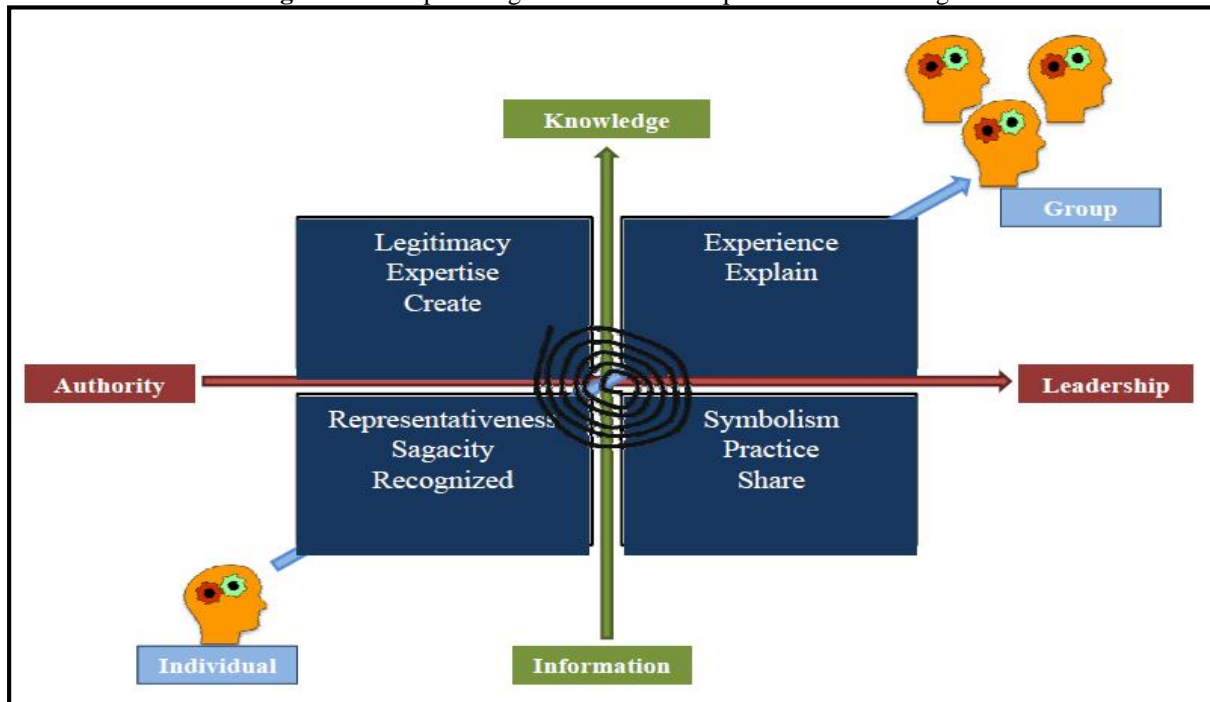 Knowledge
Group
Legitimacy
Expertise
Create
Experience
Explain
Authority
Leadership
Representativeness
Sagacity
Recognized
Symbolism
Practice
Share
Individual
Information